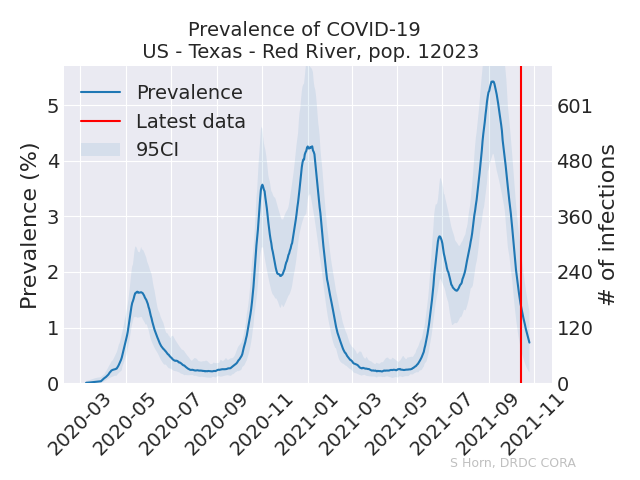 Prevalence of COVID-19
US - Texas - Red River, pop. 12023
Prevalence (%)
5
4
3
2
1
0
Prevalence
Latest data
95CI
601
480
360
240
120
0
# of infections
2020-03
2020-05
2020-07
2020-09
2020-11
2021-01
2021-03
2021-05
2021-07
2021-09
2021-11
S Horn, DRDC CORA